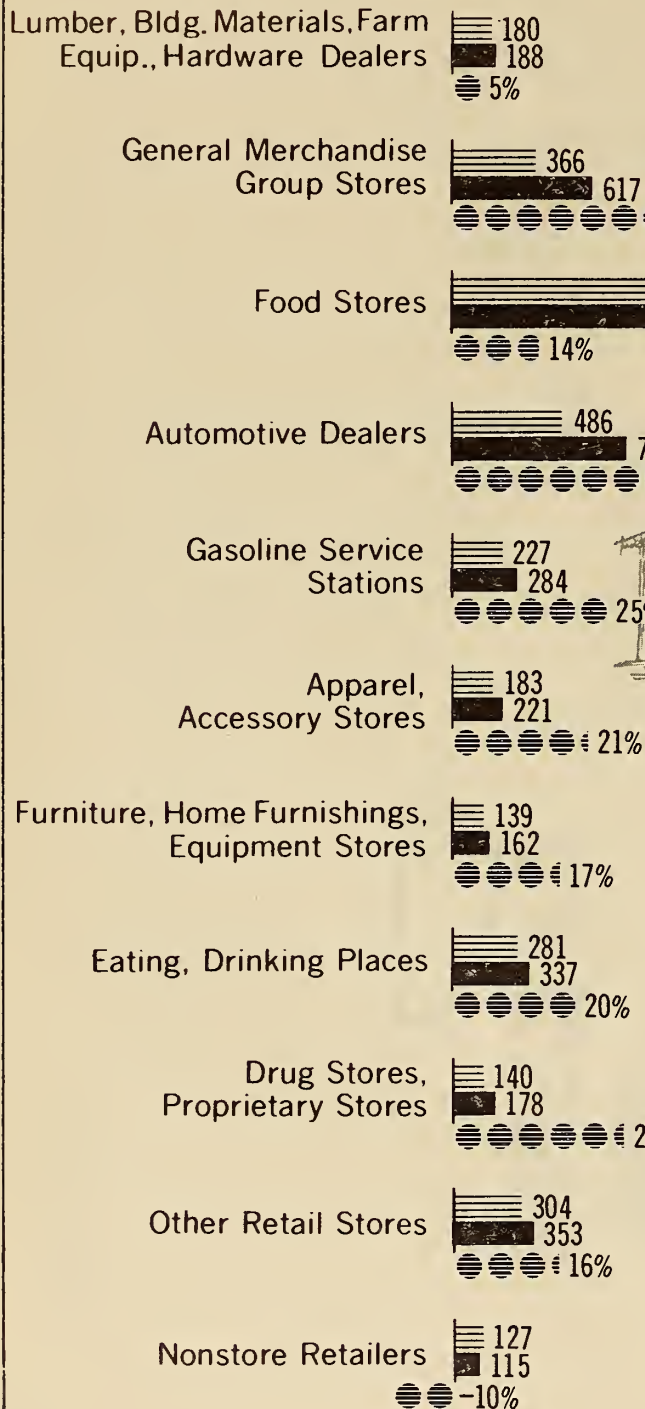 Lumber, Bldg. Materials, Farm
Equip., Hardware Dealers
180
188
5%
General Merchandise
Group Stores
366
617
Food Stores
14%
Automotive Dealers
486
Gasoline Service
Stations
227
284
25
Apparel,
Accessory Stores
183
221
21%
Furniture, Home Furnishings,
Equipment Stores
139
162
17%
Eating, Drinking Places
281
337
20%
Drug Stores,
Proprietary Stores
140
178
Other Retail Stores
304
353
16%
Nonstore Retailers
127
115
-10%